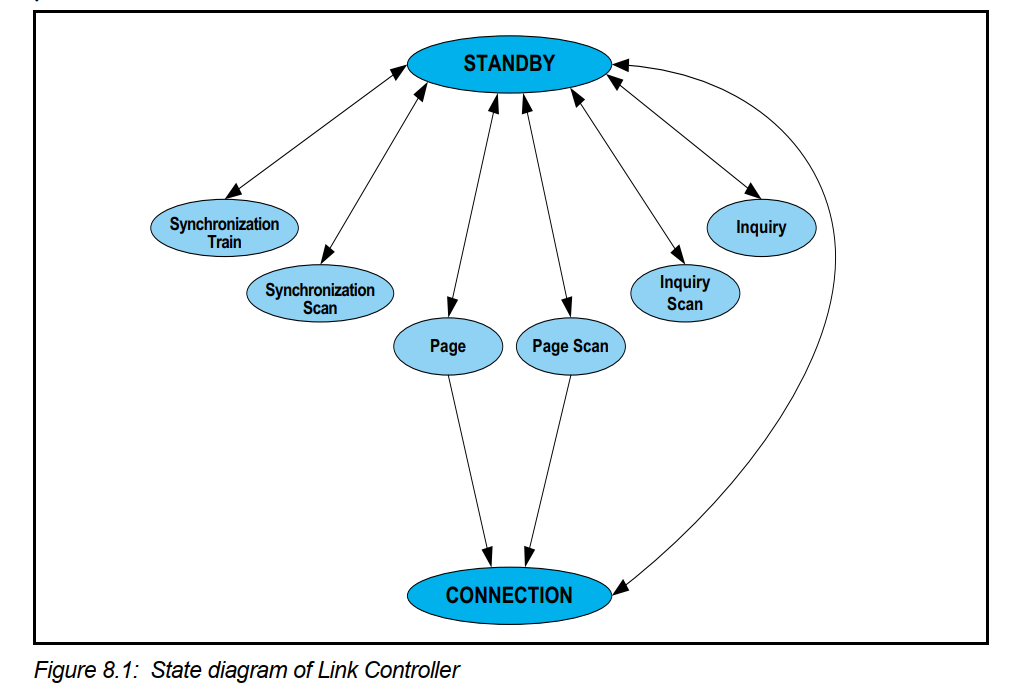 STANDBY
Synchronization
Train
Inquiry
Synchronization
Scan
Inquiry
Scan
Page
Page Scan
CONNECTION
Figure 8.1: State diagram of Link Controller